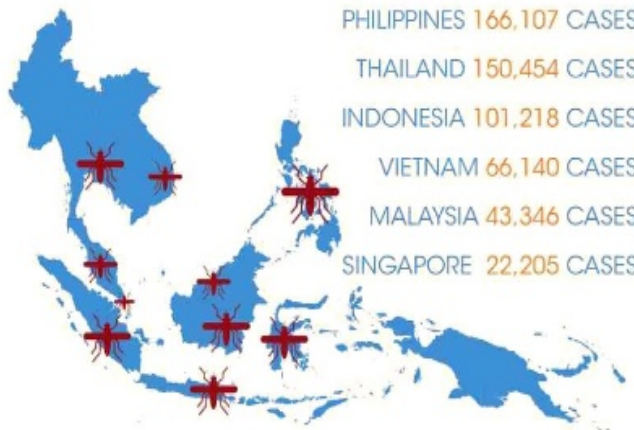 PHILIPPINES 166,107 CASES
THAILAND 150,454 CASES
INDONESIA 101,218 CASES
VIETNAM 66,140 CASES
MALAYSIA 43,346 CASES
SINGAPORE 22,205 CASES